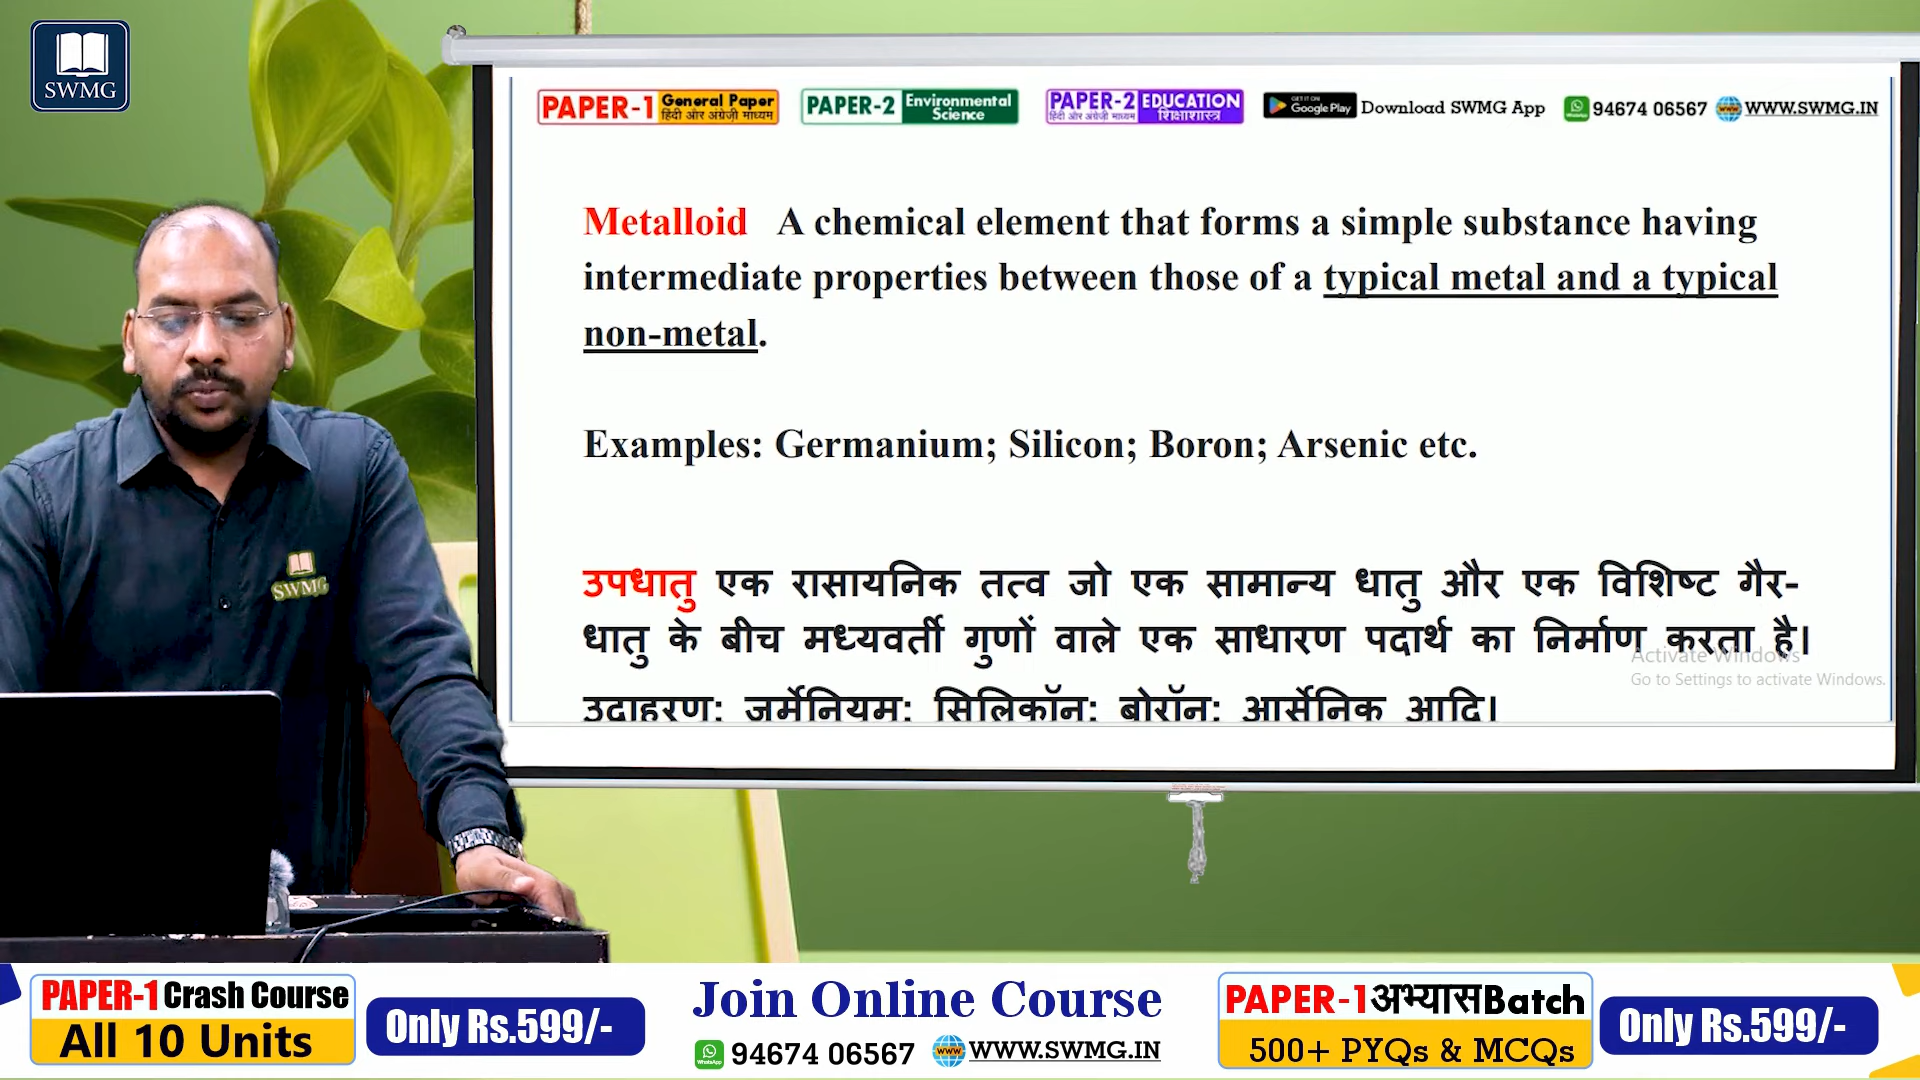 SWMG
PAPER-1 General Paper हिंदी और अंग्रेज़ी माध्यम PAPER-2 Environmental Science PAPER-2 हिंदी और अंग्रेज़ी माध्यम EDUCATION शिक्षाशास्त्र GET IT ON Google Play Download SWMG App 94674 06567 WWW.SWMG.IN
Metalloid A chemical element that forms a simple substance having
intermediate properties between those of a typical metal and a typical
non-metal.
Examples: Germanium; Silicon; Boron; Arsenic etc.
उपधातु एक रासायनिक तत्व जो एक सामान्य धातु और एक विशिष्ट गैर-
धातु के बीच मध्यवर्ती गुणों वाले एक साधारण पदार्थ का निर्माण करता है।
उदाहरण: जर्मेनियम; सिलिकॉन; बोरॉन; आर्सेनिक आदि।
Activate Windows
Go to Settings to activate Windows.
SWMG
PAPER-1 Crash Course
All 10 Units
Only Rs.599/-
Join Online Course
94674 06567 WWW.SWMG.IN
PAPER-1 अभ्यास Batch
500+ PYQs & MCQs
Only Rs.599/-